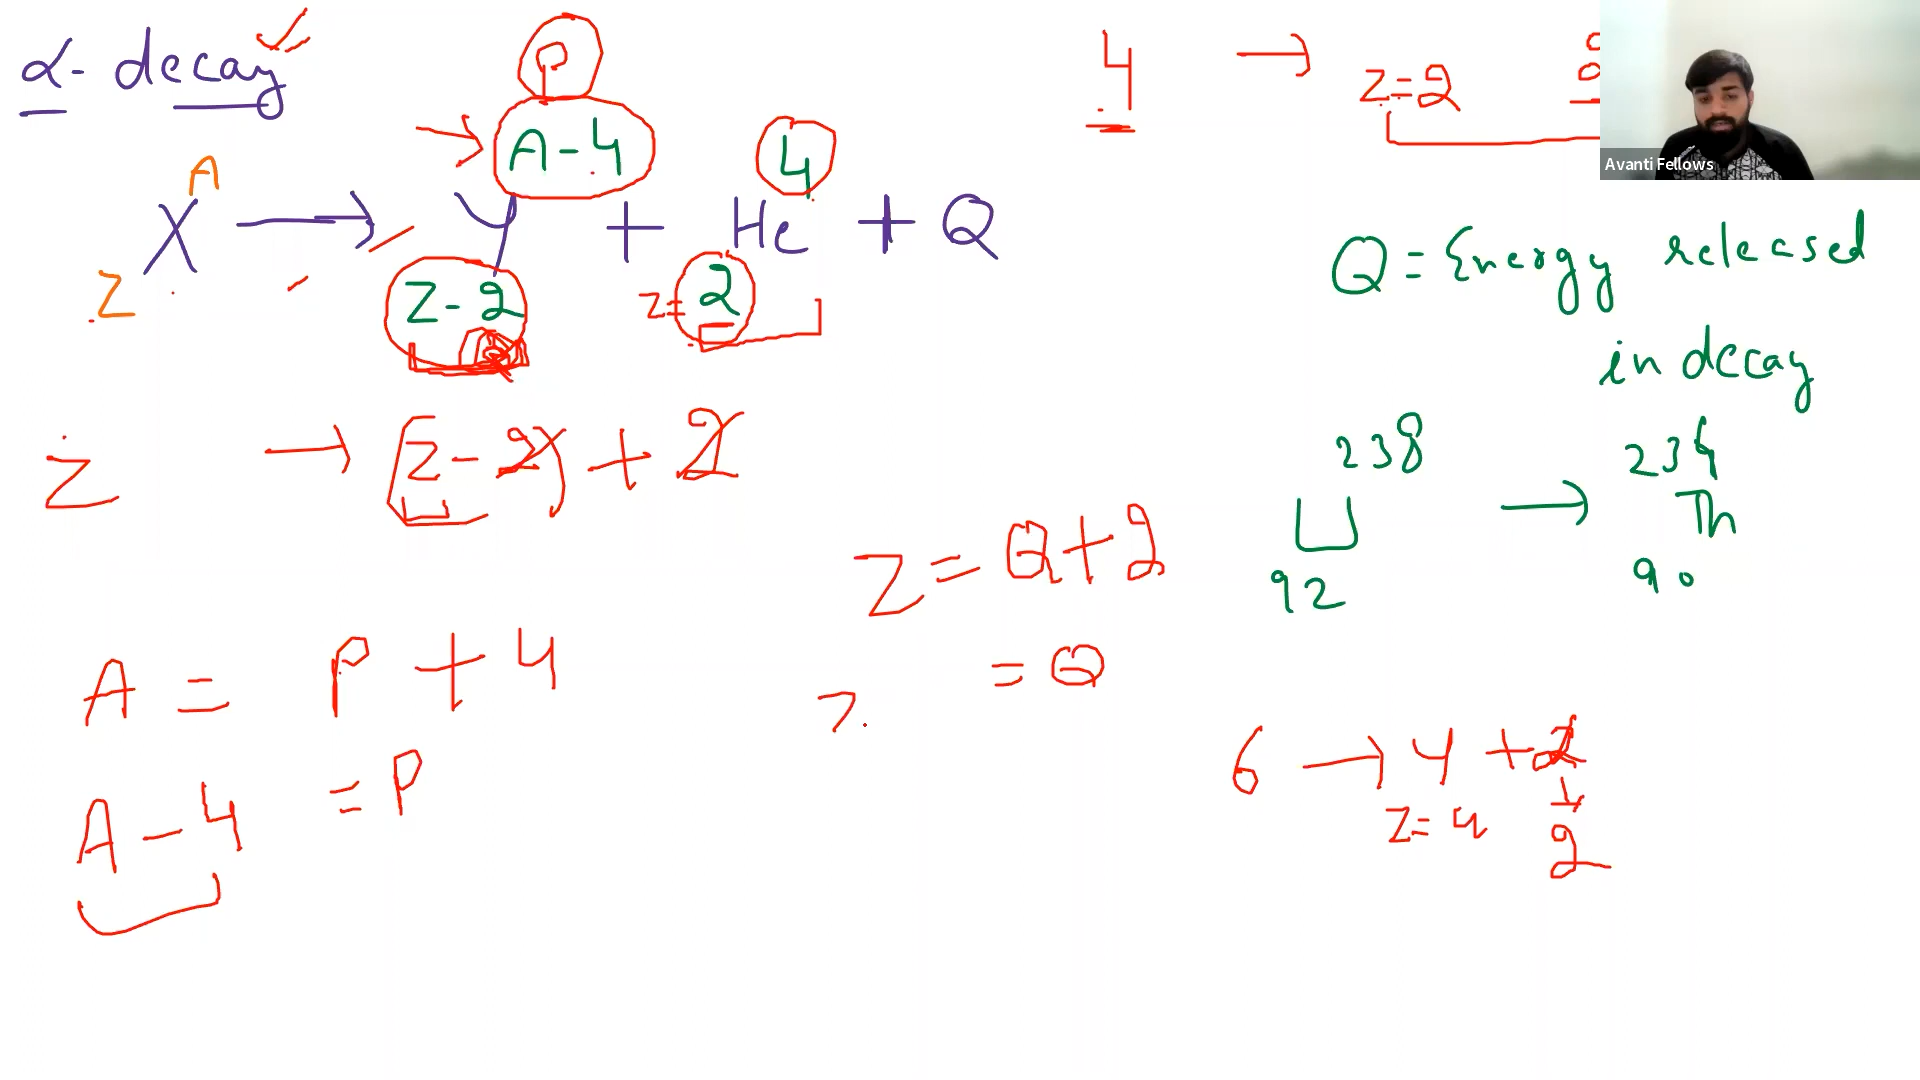 α- decay
P
A-4
4
A
X → Y + He + Q
Z
Z-2
z=2
Z → (Z-2) + 2
A = P + 4
A-4 = P
Z = Q+2
= Q
4 → z=2
Avanti Fellows
Q = Energy released
in decay
238 234
U → Th
92 90
6 → 4 + 2
Z=4 2